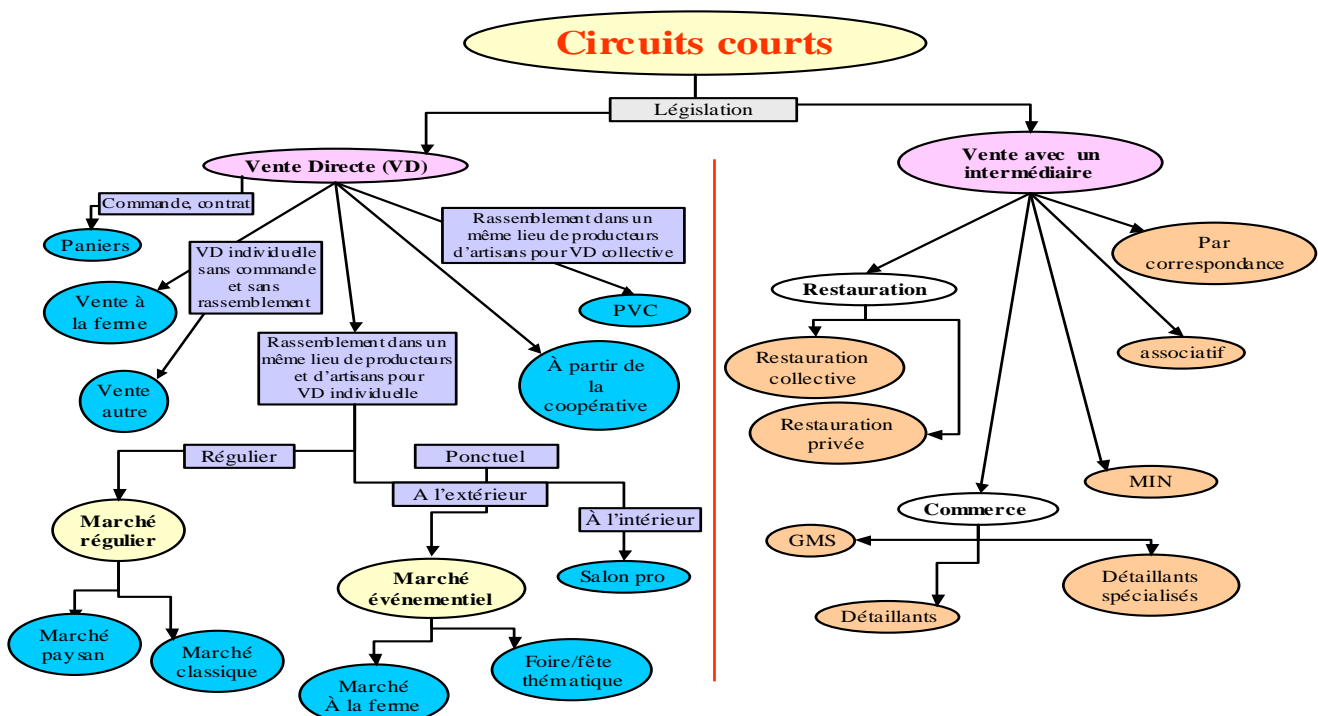 Circuits courts
Législation
Vente Directe (VD)
Commande, contrat
Paniers
VD individuelle
sans commande
et sans
rassemblement
Vente à
la ferme
Vente
autre
Rassemblement dans un
même lieu de producteurs
et d'artisans pour
VD individuelle
Rassemblement dans un
même lieu de producteurs
d'artisans pour VD collective
PVC
À partir de
la
coopérative
Régulier
Ponctuel
A l'extérieur
À l'intérieur
Marché
régulier
Marché
paysan
Marché
classique
Marché
événementiel
Marché
À la ferme
Foire/fête
thématique
Salon pro
Vente avec un
intermédiaire
Par
correspondance
Restauration
Restauration
collective
Restauration
privée
associatif
MIN
Commerce
GMS
Détaillants
Détaillants
spécialisés